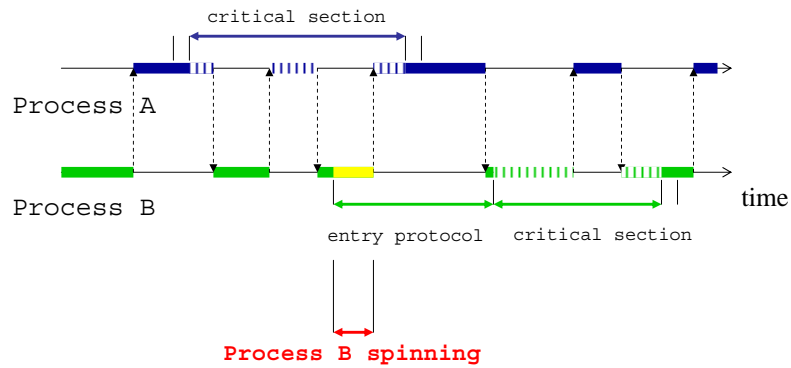 critical section
Process A
Process B
time
entry protocol
critical section
Process B spinning